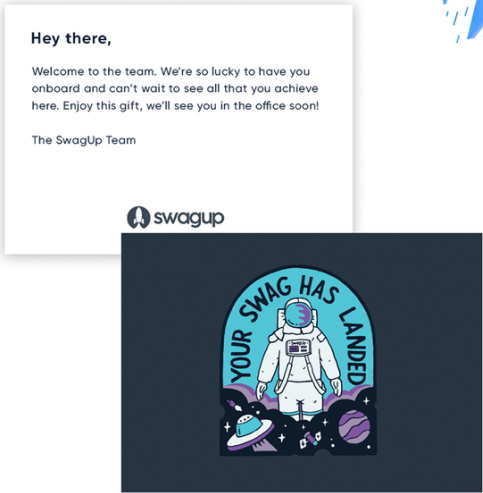 Hey there,
Welcome to the team. We're so lucky to have you
onboard and can't wait to see all that you achieve
here. Enjoy this gift, we'll see you in the office soon!
The SwagUp Team
swagup
YOUR SWAG HAS LANDED